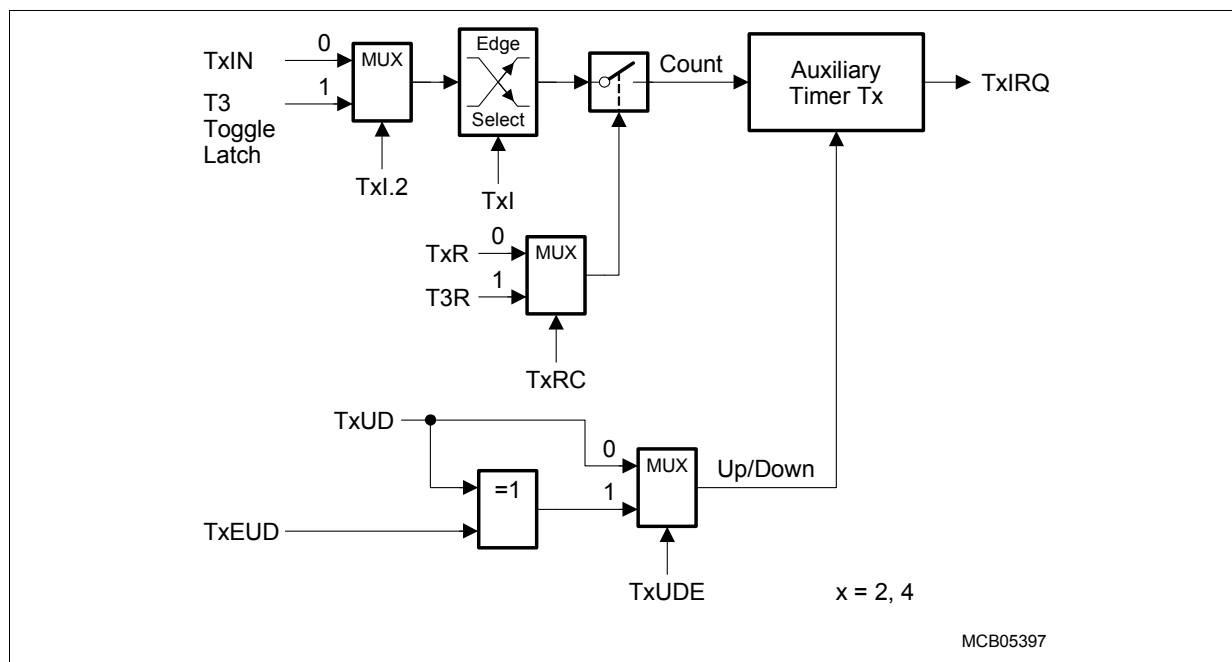 0
TxIN
MUX
Edge
Select
Count
Auxiliary
Timer Tx
TxIRQ
1
T3
Toggle
Latch
TxI.2
TxI
0
TxR
MUX
1
T3R
TxRC
TxUD
0
MUX
Up/Down
=1
1
TxEUD
TxUDE
x = 2, 4
MCB05397